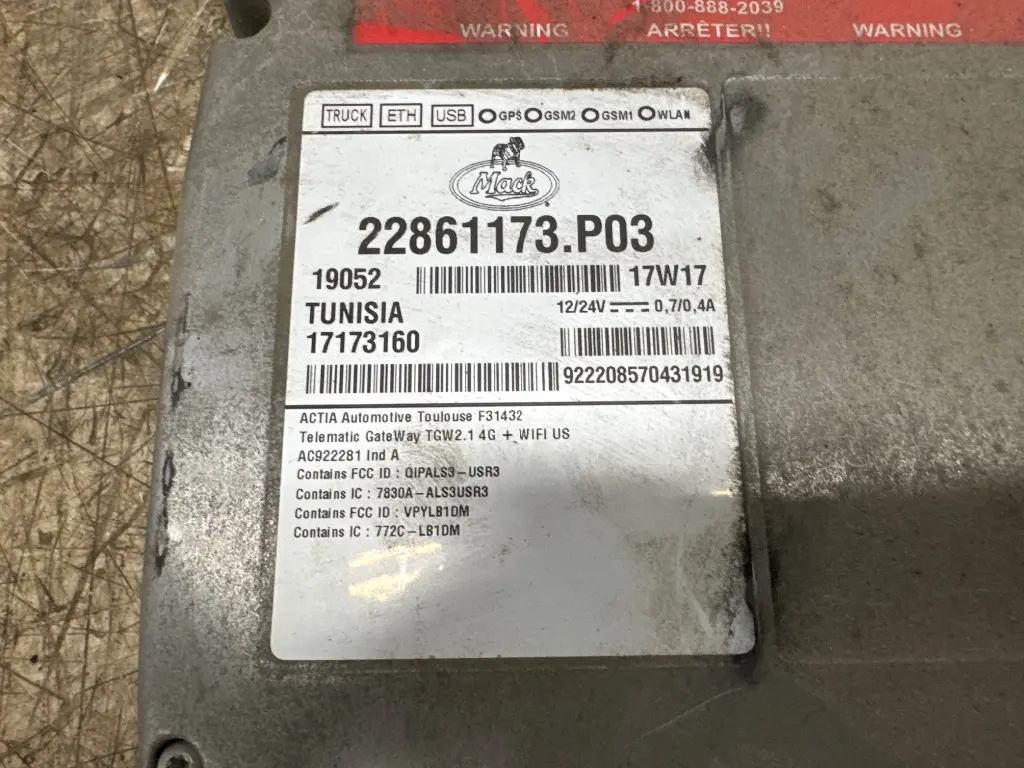 1-800-888-2039
WARNING ARRÊTER!! WARNING
TRUCK ETH USB GPS GSM2 GSM1 WLAN
Mack
22861173.P03
19052 17W17
TUNISIA 12/24V 0,7/0,4A
17173160
922208570431919
ACTIA Automotive Toulouse F31432
Telematic GateWay TGW2.1 4G + WIFI US
AC922281 Ind A
Contains FCC ID : QIPALS3-USR3
Contains IC : 7830A-ALS3USR3
Contains FCC ID : VPYLB1DM
Contains IC : 772C-LB1DM